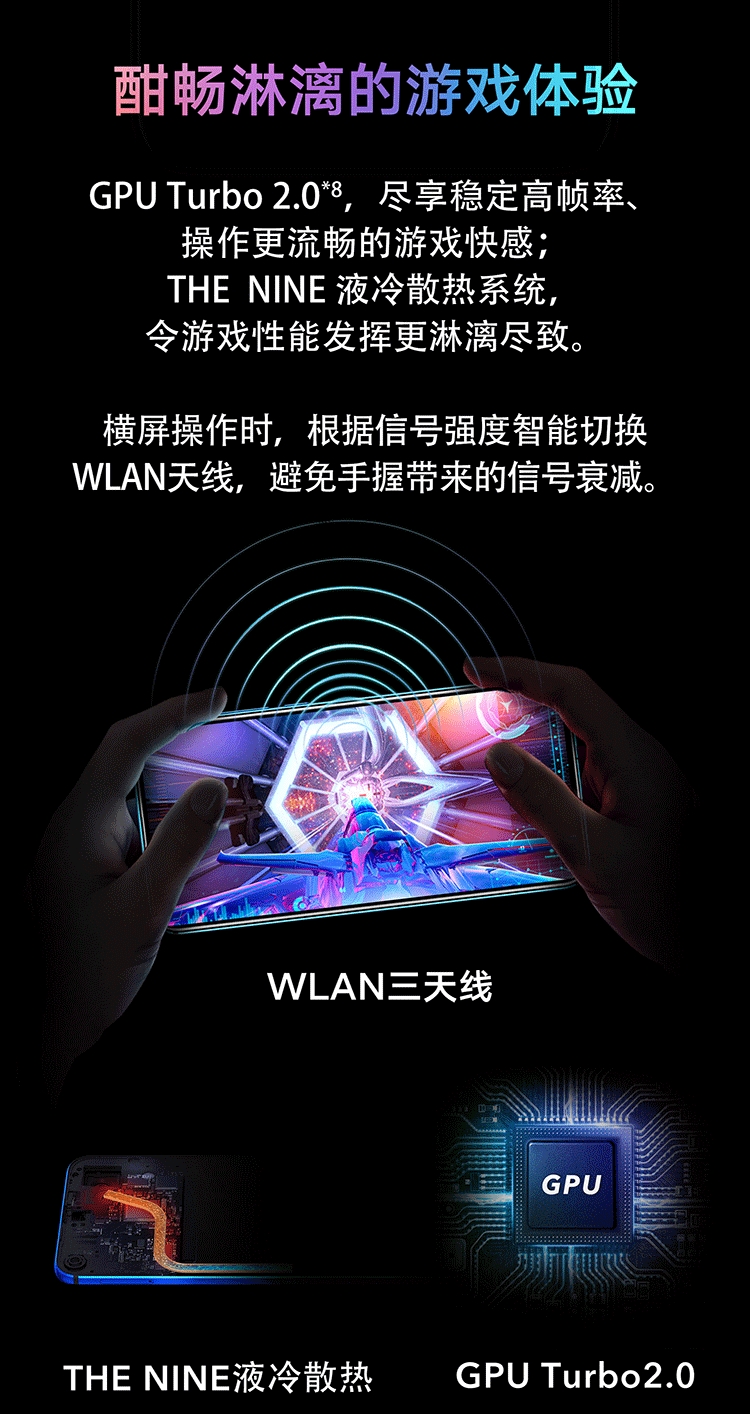 酣畅淋漓的游戏体验
GPU Turbo 2.0*8，尽享稳定高帧率、
操作更流畅的游戏快感；
THE NINE 液冷散热系统，
令游戏性能发挥更淋漓尽致。
横屏操作时，根据信号强度智能切换
WLAN天线，避免手握带来的信号衰减。
WLAN三天线
GPU
THE NINE液冷散热
GPU Turbo2.0